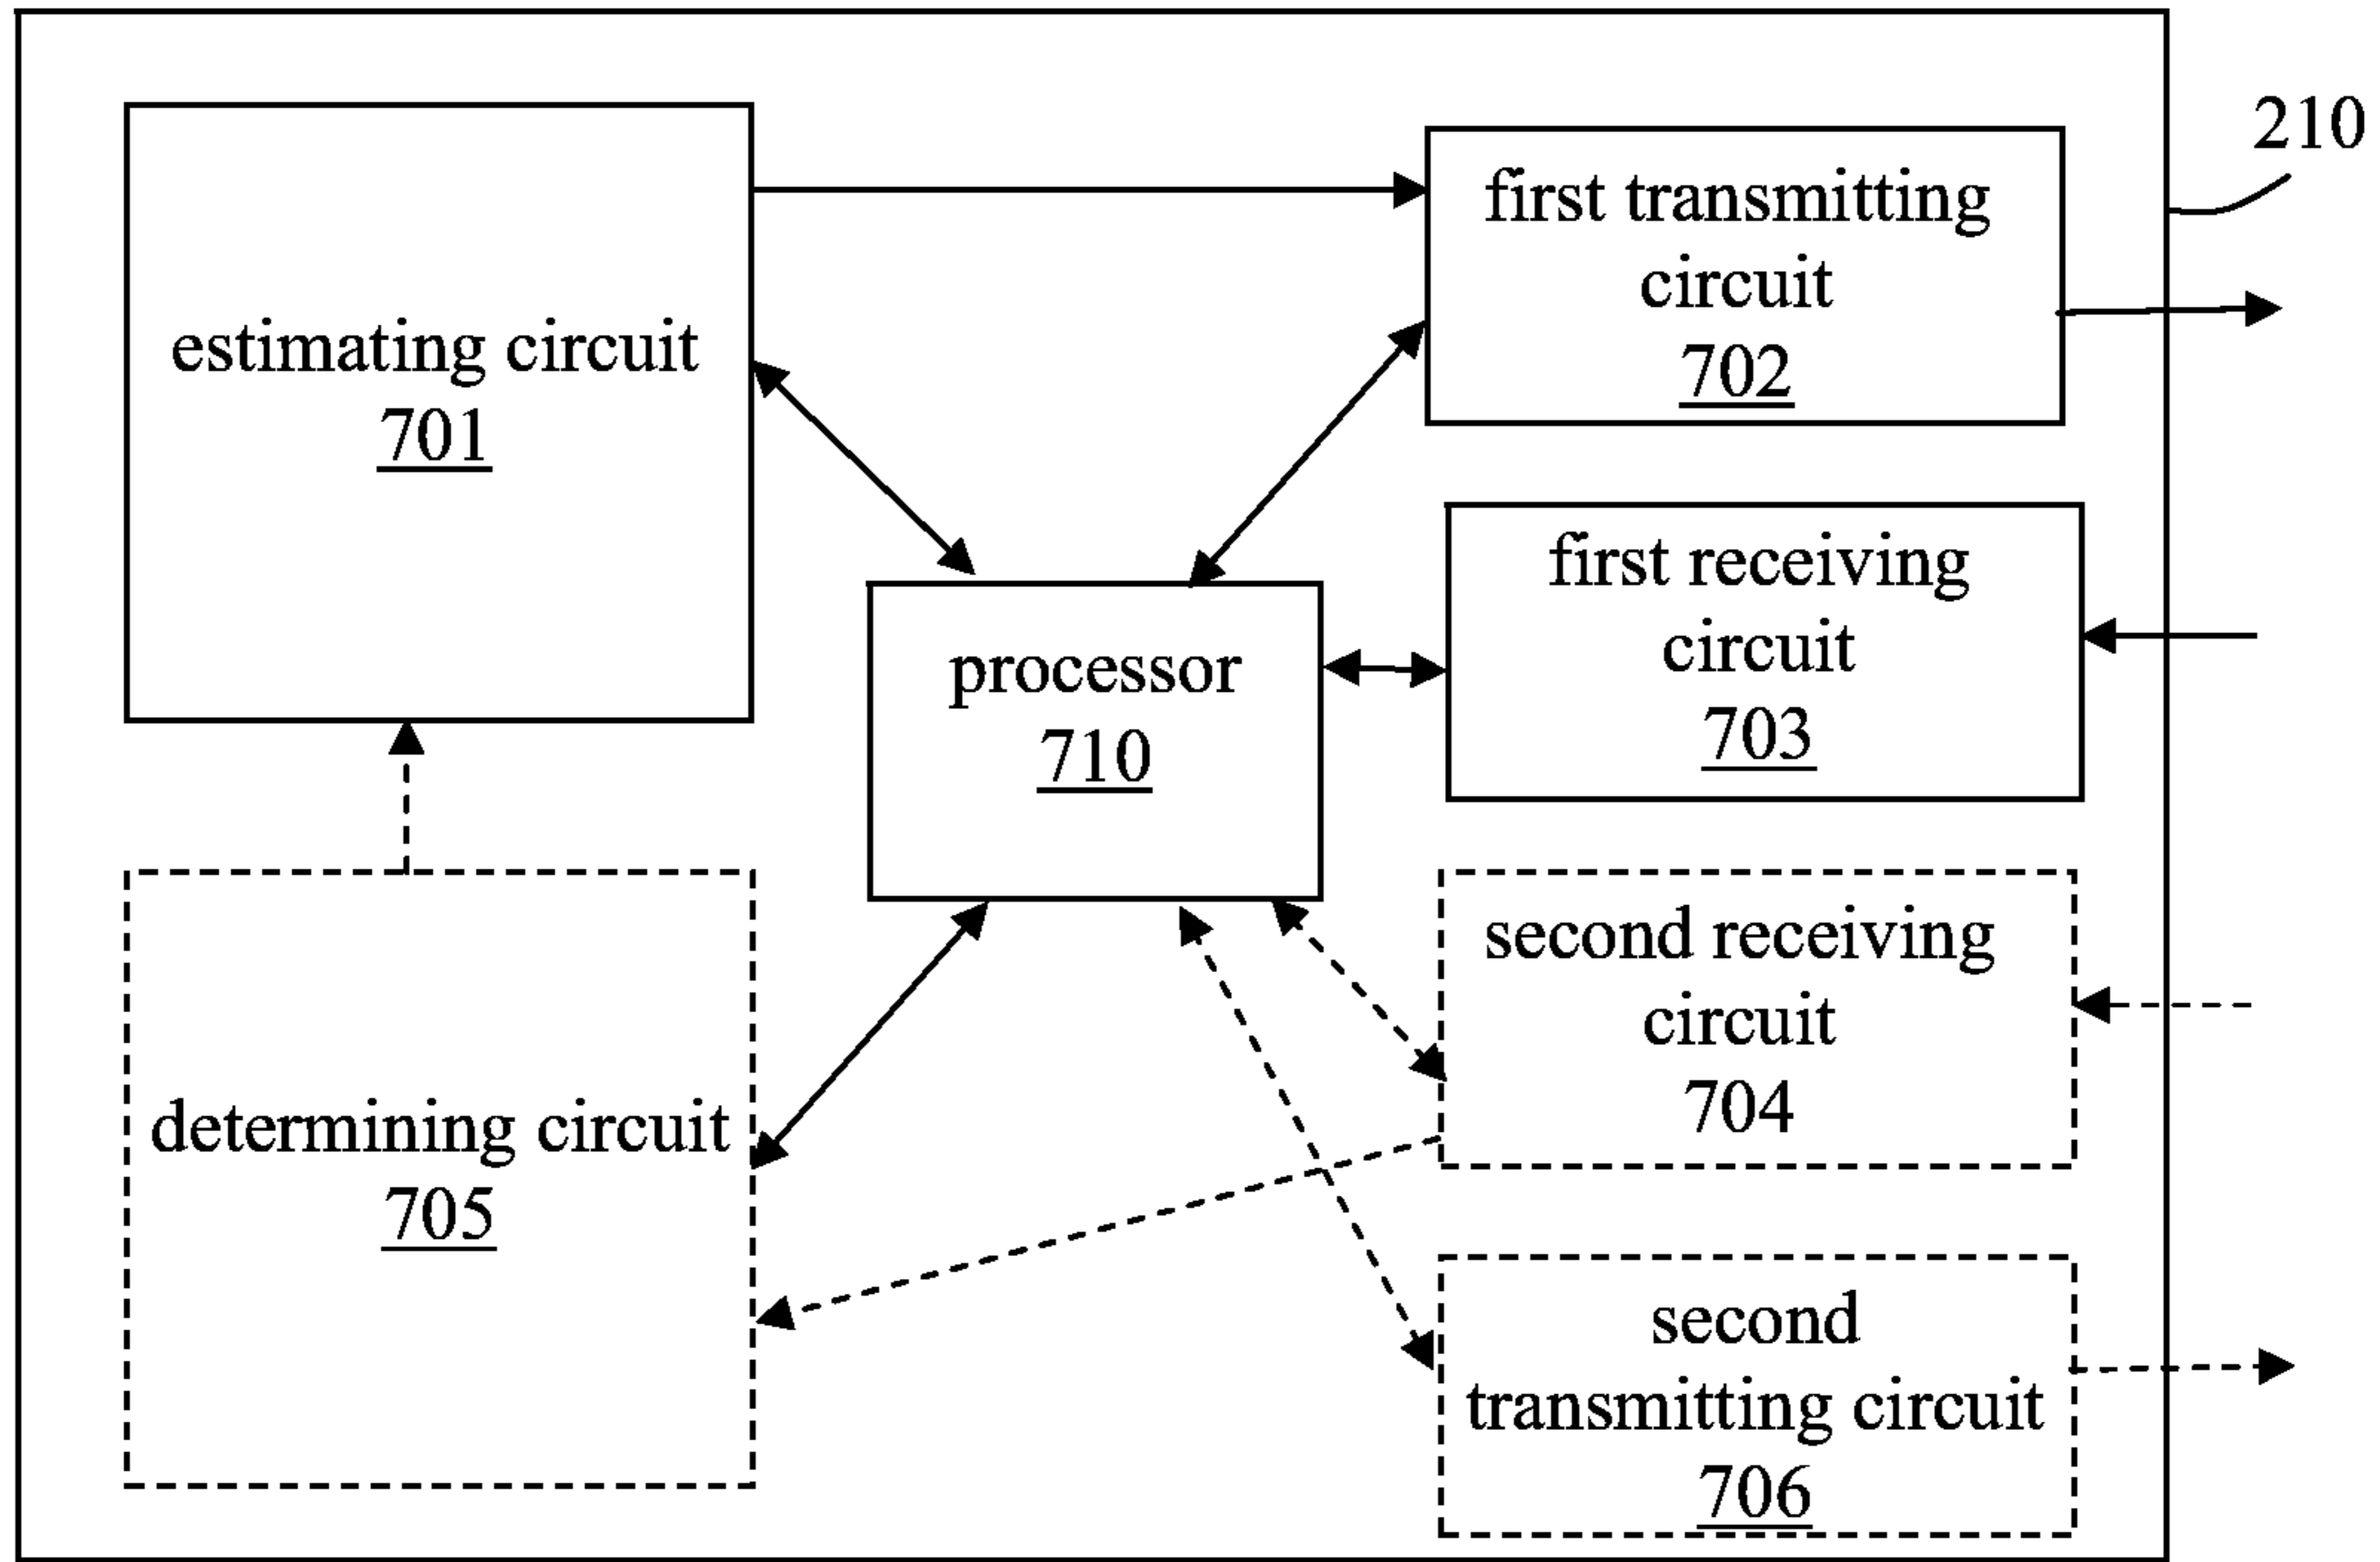 210
estimating circuit
701
first transmitting
circuit
702
first receiving
circuit
703
processor
710
second receiving
circuit
704
determining circuit
705
second
transmitting circuit
706